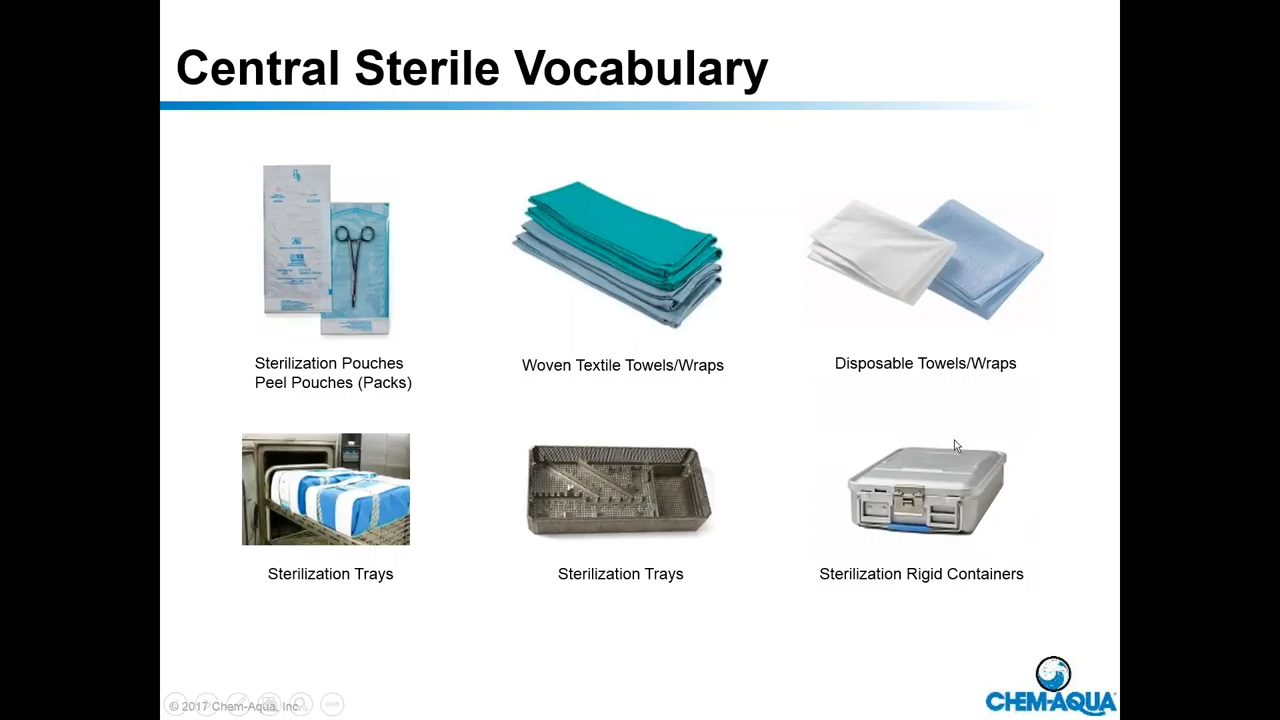 Central Sterile Vocabulary
Sterilization Pouches
Peel Pouches (Packs)
Woven Textile Towels/Wraps
Disposable Towels/Wraps
Sterilization Trays
Sterilization Trays
Sterilization Rigid Containers
© 2017 Chem-Aqua, Inc.
CHEM-AQUA